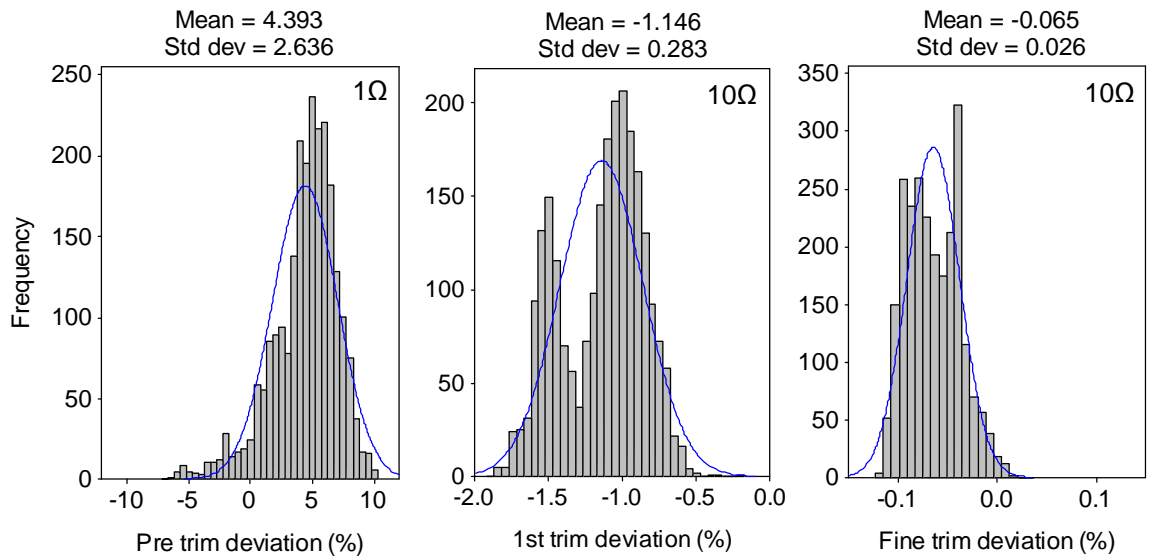 Mean = 4.393
Std dev = 2.636
Mean = -1.146
Std dev = 0.283
Mean = -0.065
Std dev = 0.026
Frequency
250
200
150
100
50
0
1Ω
-10
-5
0
5
10
Pre trim deviation (%)
200
150
100
50
0
10Ω
-2.0
-1.5
-1.0
-0.5
0.0
1st trim deviation (%)
350
300
250
200
150
100
50
0
10Ω
-0.1
0.0
0.1
Fine trim deviation (%)